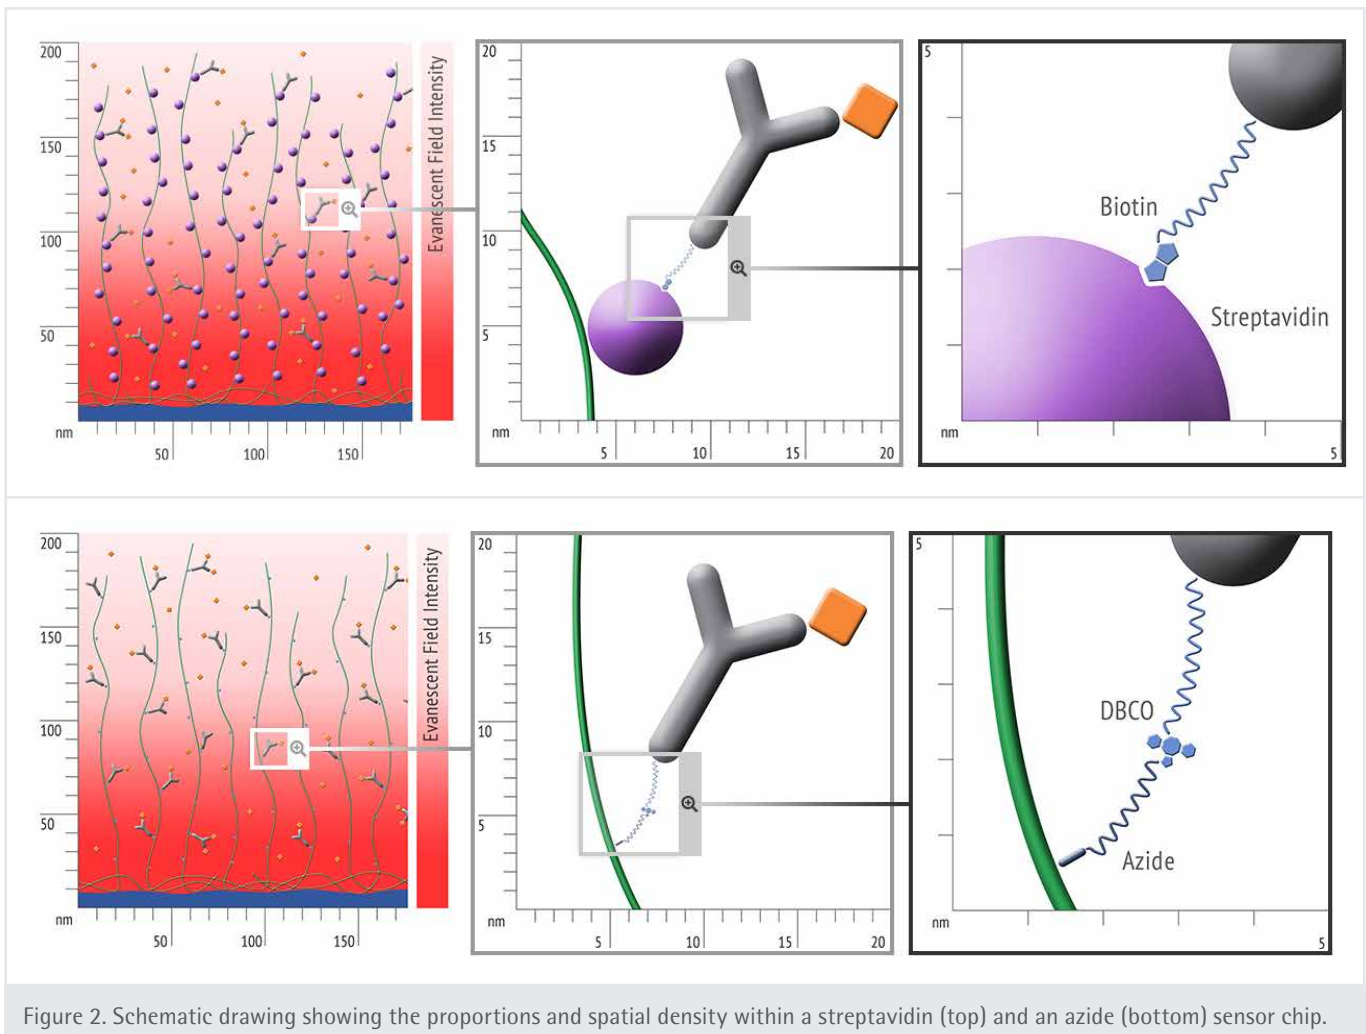 200
150
100
50
nm
50
100
150
Evanescent Field Intensity
20
15
10
5
nm
5
10
15
20
5
Biotin
Streptavidin
nm
5
200
150
100
50
nm
50
100
150
Evanescent Field Intensity
20
15
10
5
nm
5
10
15
20
5
DBCO
Azide
nm
5
Figure 2. Schematic drawing showing the proportions and spatial density within a streptavidin (top) and an azide (bottom) sensor chip.